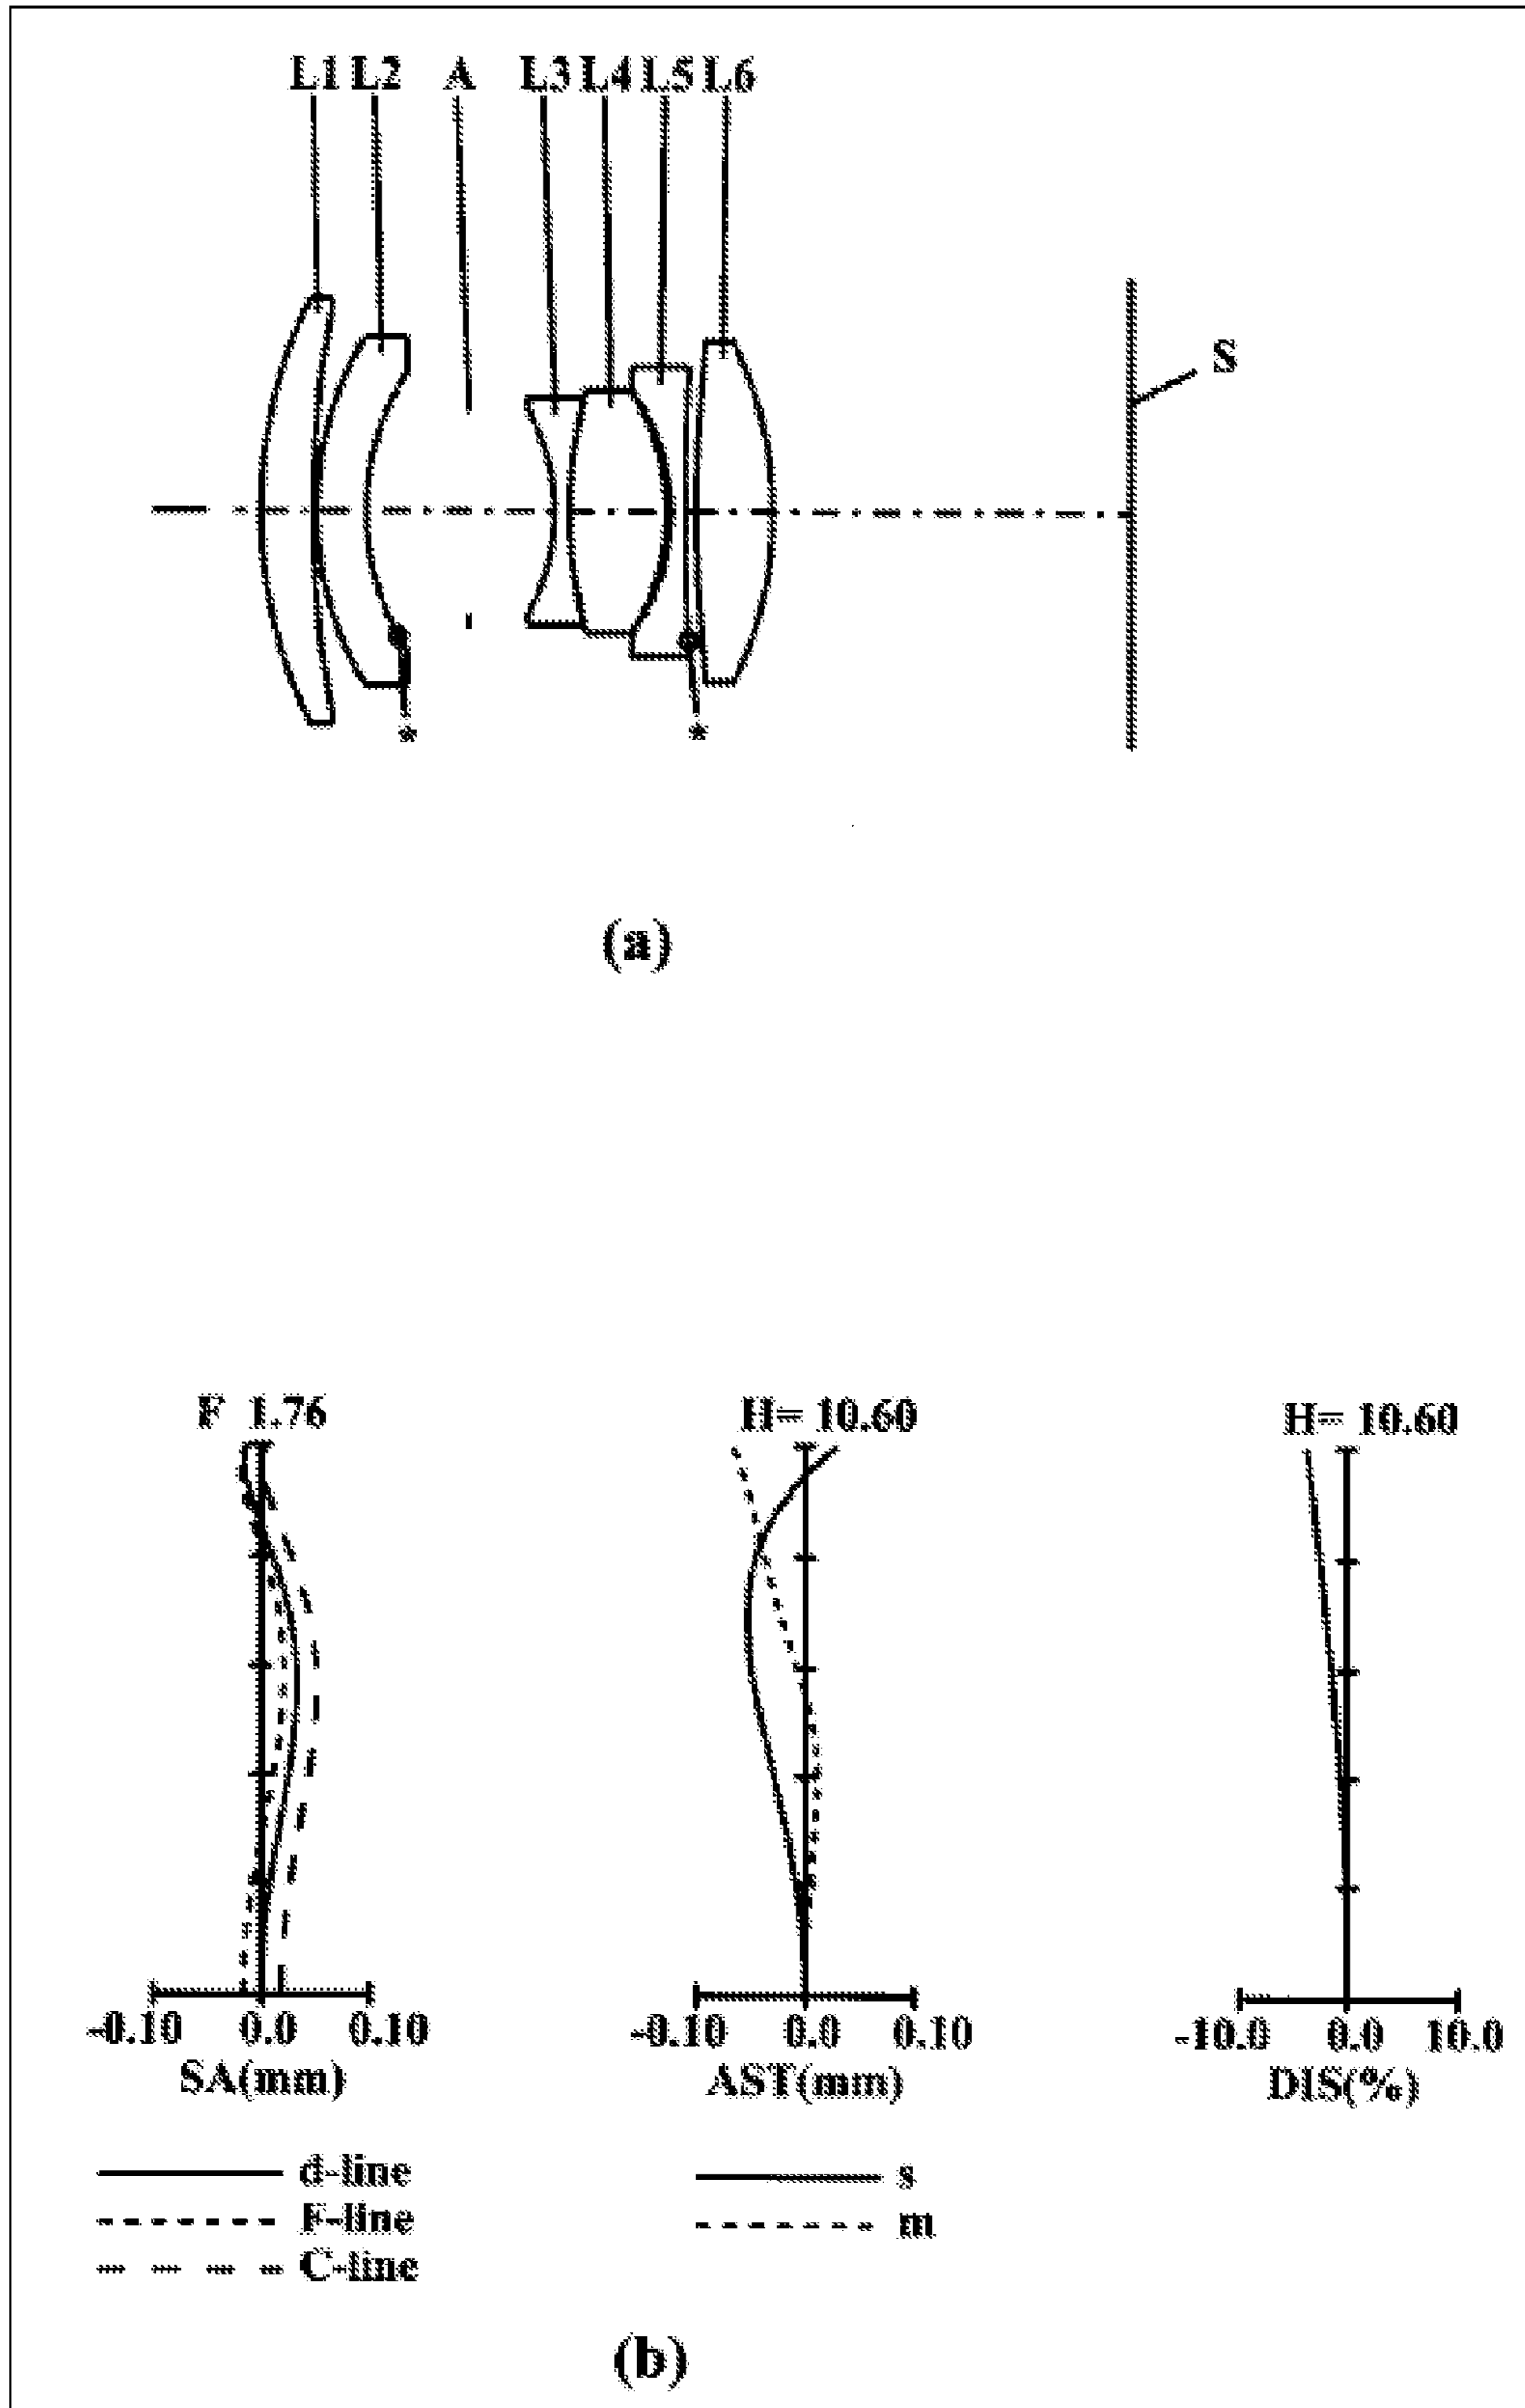 L1 L2 A L3 L4 L5 L6
S
* *
(a)
F 1.76 H= 10.60 H= 10.60
-0.10 0.0 0.10 -0.10 0.0 0.10 -10.0 0.0 10.0
SA(mm) AST(mm) DIS(%)
d-line s
F-line m
C-line
(b)